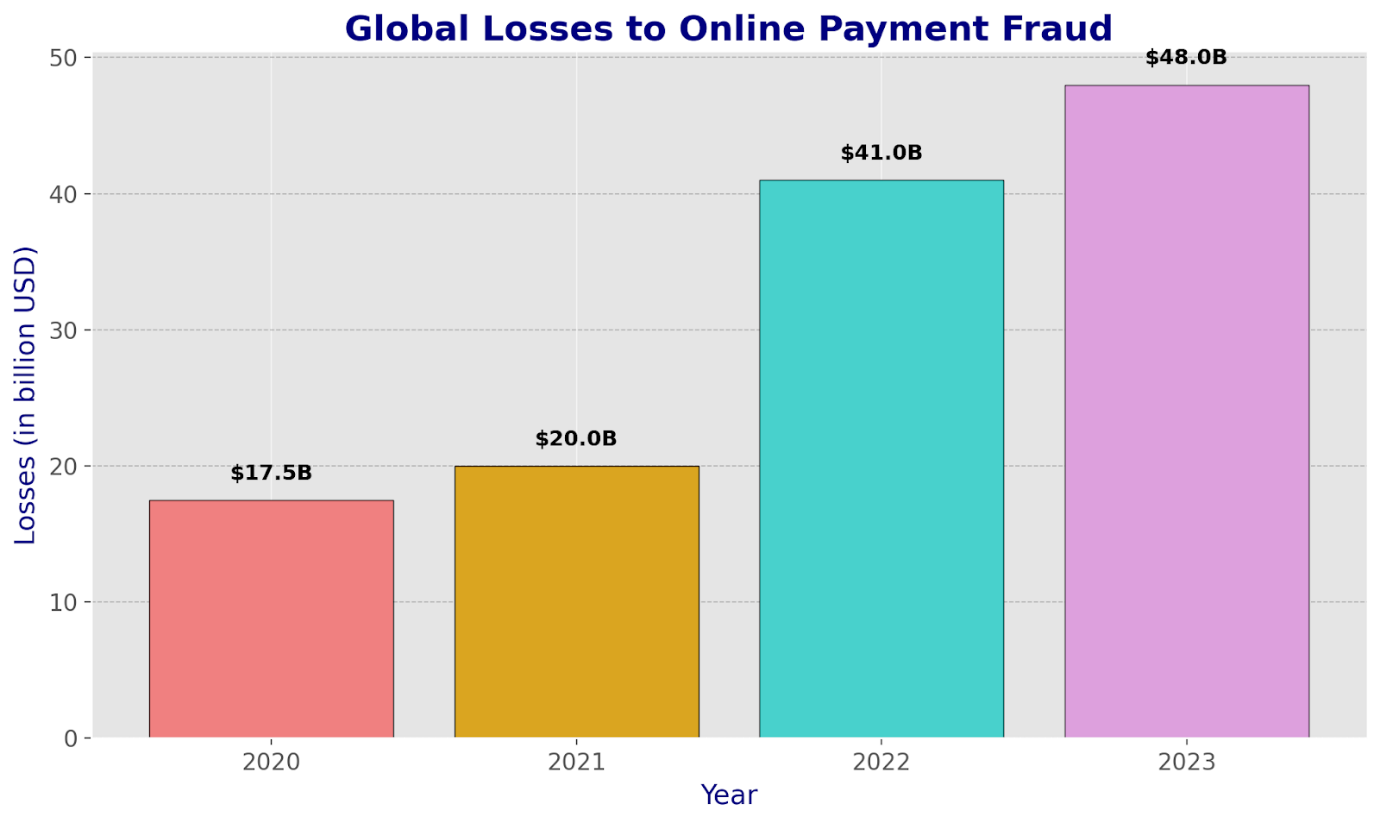 Global Losses to Online Payment Fraud
50
40
30
20
10
0
Losses (in billion USD)
$17.5B
$20.0B
$41.0B
$48.0B
2020
2021
2022
2023
Year